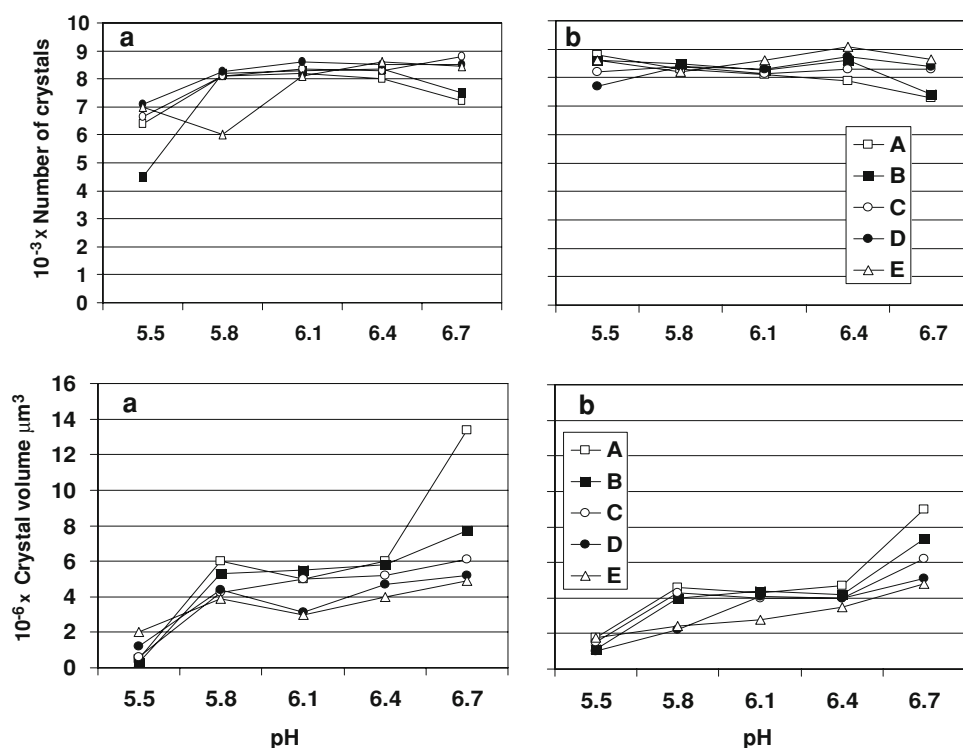 a
b
10⁻³ x Number of crystals
10
9
8
7
6
5
4
3
2
1
0
A
B
C
D
E
5.5 5.8 6.1 6.4 6.7
5.5 5.8 6.1 6.4 6.7
a
b
10⁻⁶ x Crystal volume µm³
16
14
12
10
8
6
4
2
0
A
B
C
D
E
5.5 5.8 6.1 6.4 6.7
5.5 5.8 6.1 6.4 6.7
pH
pH